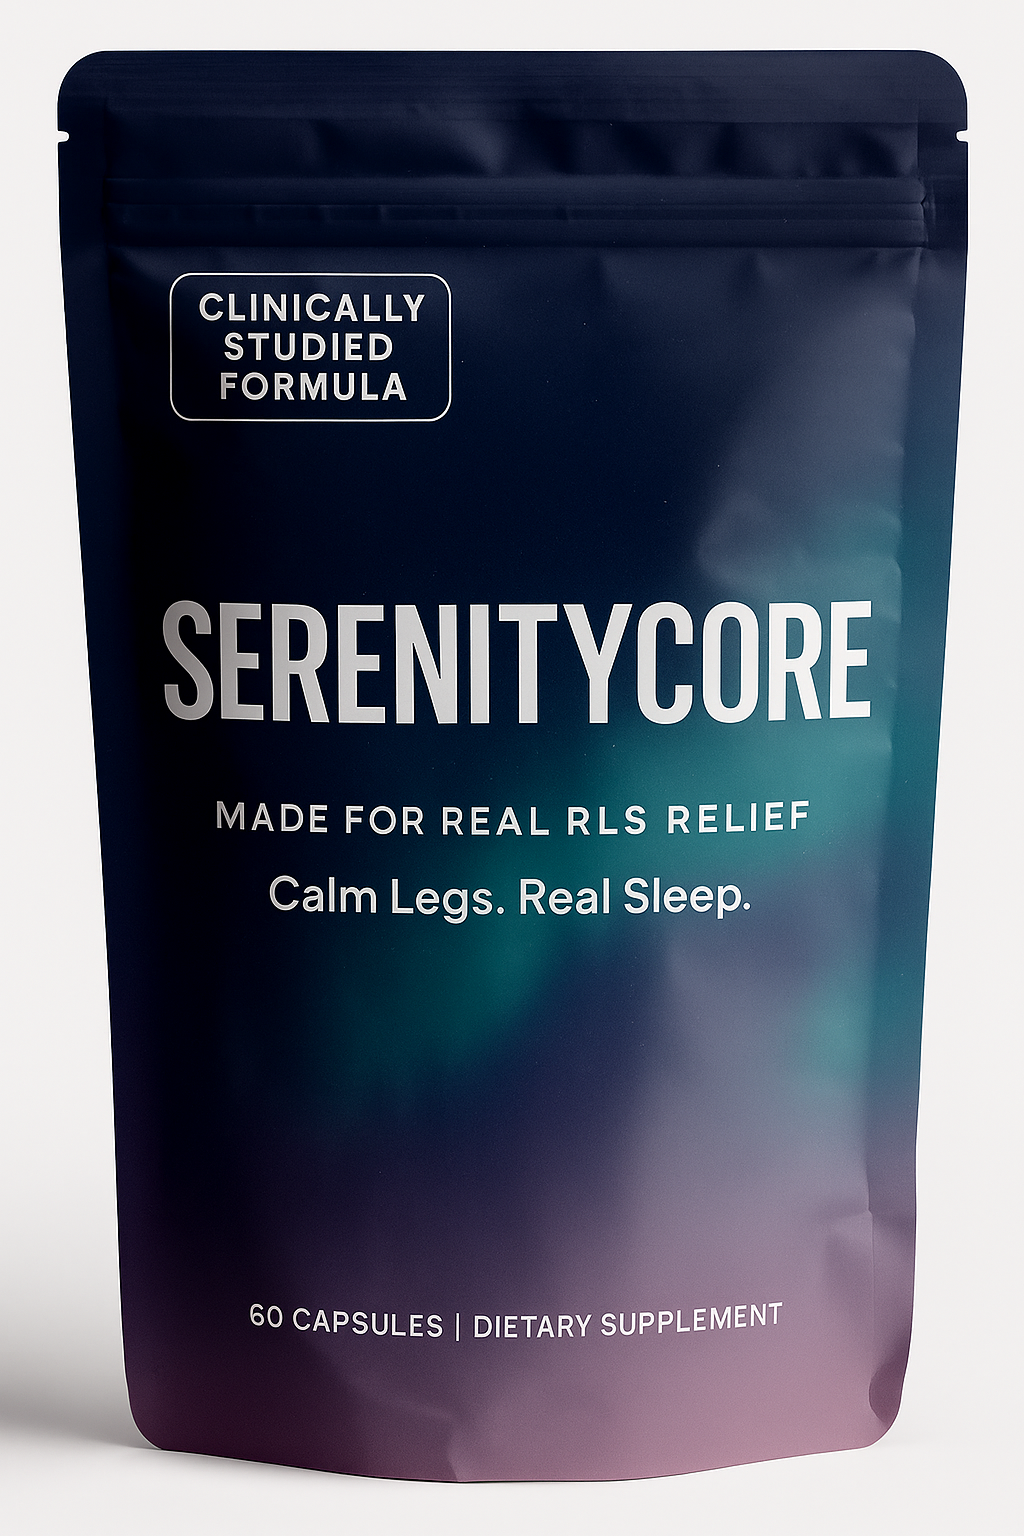 CLINICALLY
STUDIED
FORMULA
SERENITYCORE
MADE FOR REAL RLS RELIEF
Calm Legs. Real Sleep.
60 CAPSULES | DIETARY SUPPLEMENT